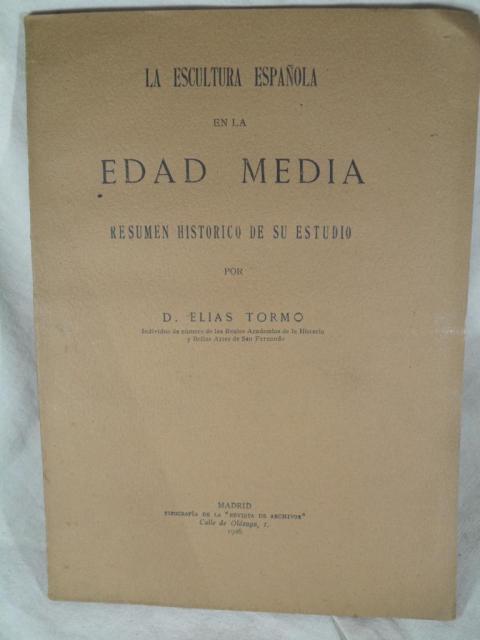 LA ESCULTURA ESPAÑOLA
EN LA
EDAD MEDIA
RESUMEN HISTORICO DE SU ESTUDIO
POR
D. ELIAS TORMO
Individuo de número de las Reales Academias de la Historia
y Bellas Artes de San Fernando
MADRID
TIPOGRAFÍA DE LA "REVISTA DE ARCHIVOS"
Calle de Olózaga, 1.
1926